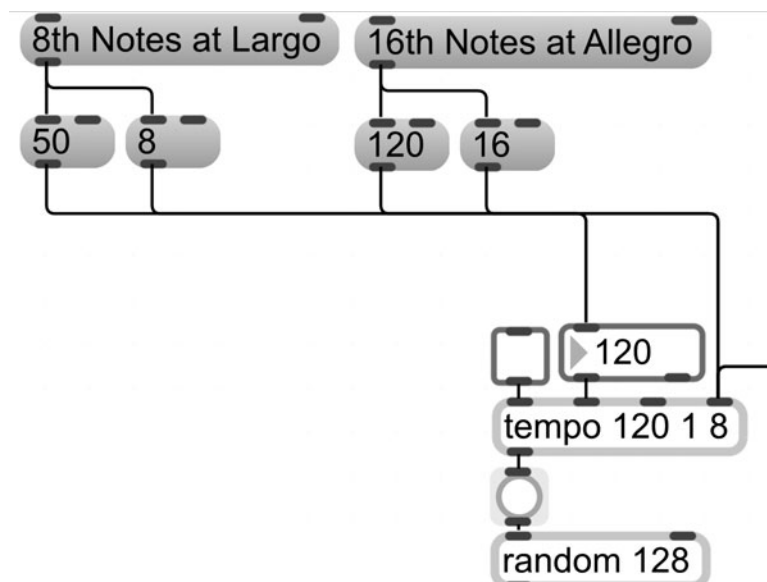 8th Notes at Largo
16th Notes at Allegro
50
8
120
16
120
tempo 120 1 8
random 128